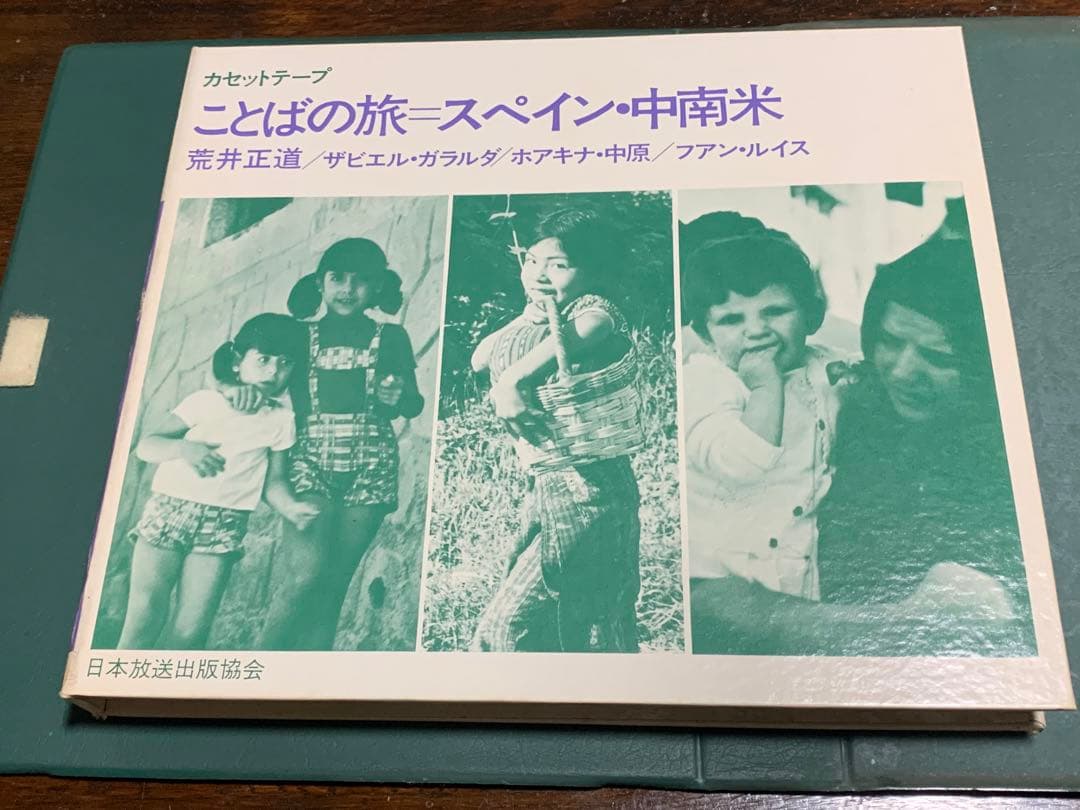 カセットテープ
ことばの旅=スペイン・中南米
荒井正道/ザビエル・ガラルダ/ホアキナ・中原/フアン・ルイス
日本放送出版協会